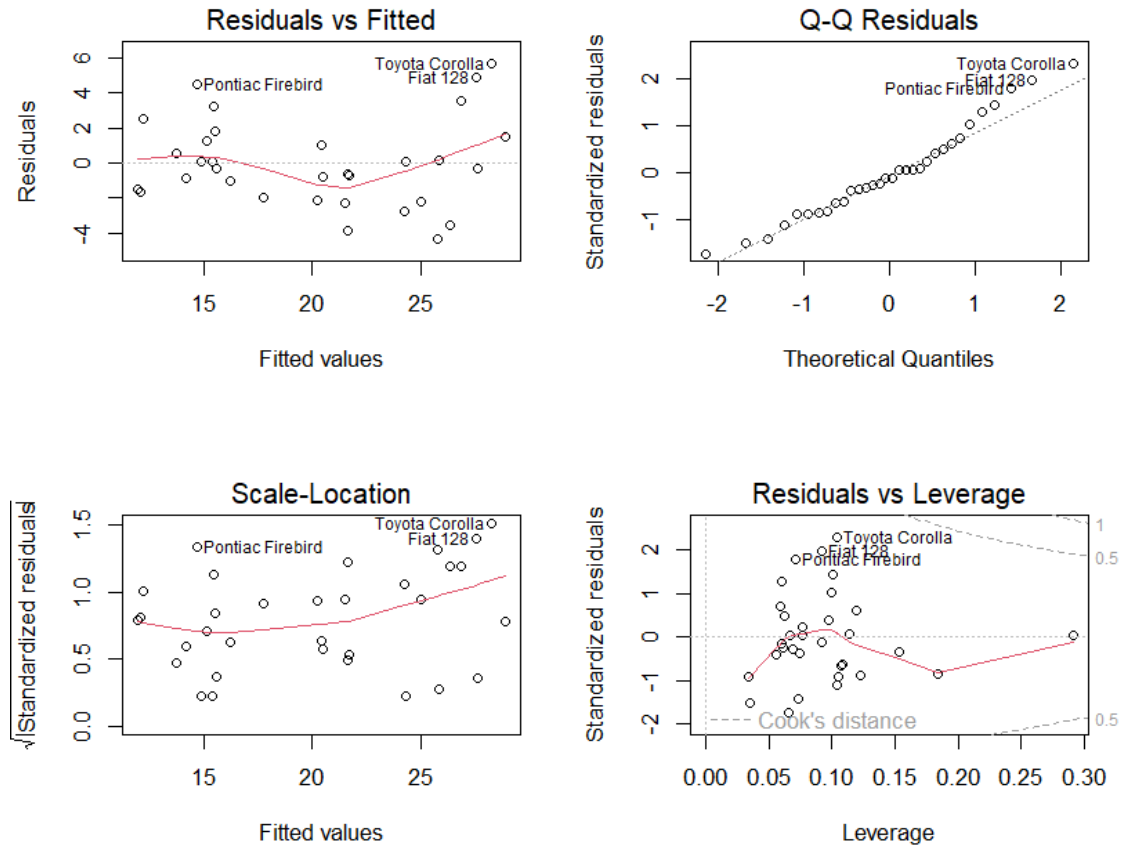 Residuals vs Fitted
Residuals
6
4
2
0
-4
Toyota Corolla
Fiat 128
Pontiac Firebird
15 20 25
Fitted values
Q-Q Residuals
Standardized residuals
2
1
0
-1
Toyota Corolla
Fiat 128
Pontiac Firebird
-2 -1 0 1 2
Theoretical Quantiles
Scale-Location
√|Standardized residuals|
1.5
1.0
0.5
0.0
Toyota Corolla
Fiat 128
Pontiac Firebird
15 20 25
Fitted values
Residuals vs Leverage
Standardized residuals
2
1
0
-1
-2
Toyota Corolla
Fiat 128
Pontiac Firebird
1
0.5
0.5
Cook's distance
0.00 0.05 0.10 0.15 0.20 0.25 0.30
Leverage